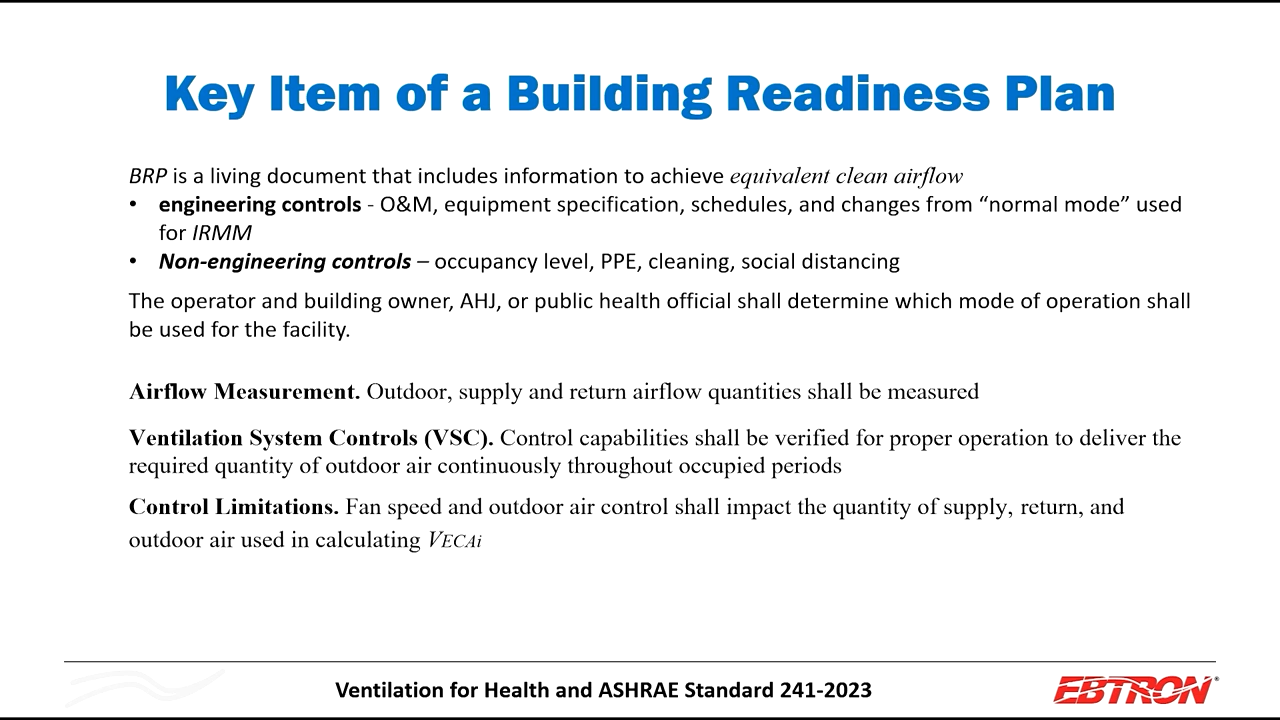 Key Item of a Building Readiness Plan
BRP is a living document that includes information to achieve equivalent clean airflow
• engineering controls - O&M, equipment specification, schedules, and changes from “normal mode” used
for IRMM
• Non-engineering controls – occupancy level, PPE, cleaning, social distancing
The operator and building owner, AHJ, or public health official shall determine which mode of operation shall
be used for the facility.
Airflow Measurement. Outdoor, supply and return airflow quantities shall be measured
Ventilation System Controls (VSC). Control capabilities shall be verified for proper operation to deliver the
required quantity of outdoor air continuously throughout occupied periods
Control Limitations. Fan speed and outdoor air control shall impact the quantity of supply, return, and
outdoor air used in calculating VECAi
Ventilation for Health and ASHRAE Standard 241-2023
EBTRON®